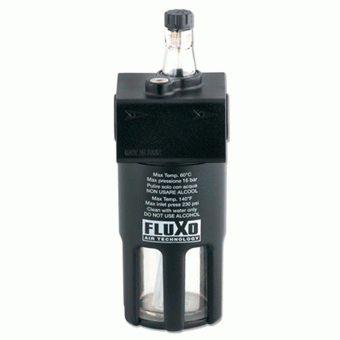 MADE IN ITALY
Max Temp. 60°C
Max pressione 16 bar
Pulire solo con acqua
NON USARE ALCOOL
Max Temp. 140°F
Max inlet press 230 psi
Clean with water only
DO NOT USE ALCOHOL
FLUXO
AIR TECHNOLOGY